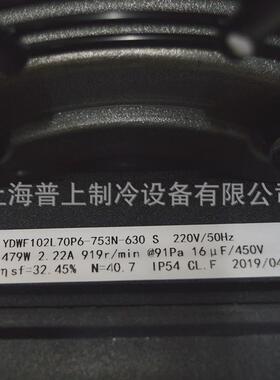 YDWF102L70P6-753N-630 S 220V/50Hz
上海普上制冷设备有限公司
479W 2.22A 919r/min @91Pa 16μF/450V
ηsf=32.45% N=40.7 IP54 CL.F 2019/04